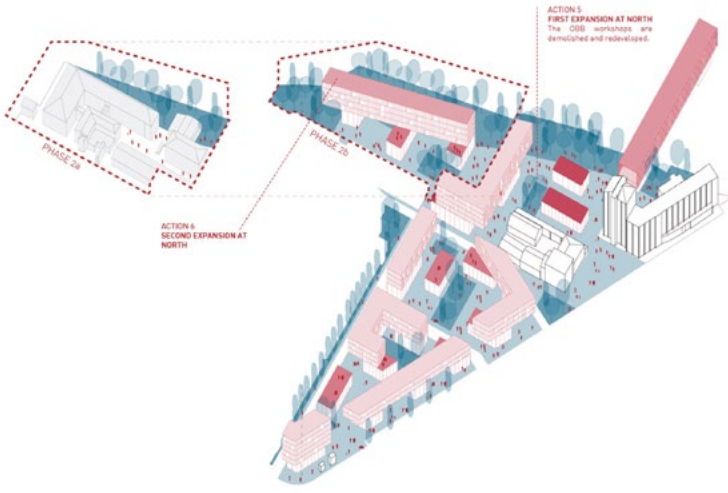 ACTION 5
FIRST EXPANSION AT NORTH
The OBB workshops are
demolished and redeveloped.
PHASE 2a
PHASE 2b
ACTION 6
SECOND EXPANSION AT
NORTH